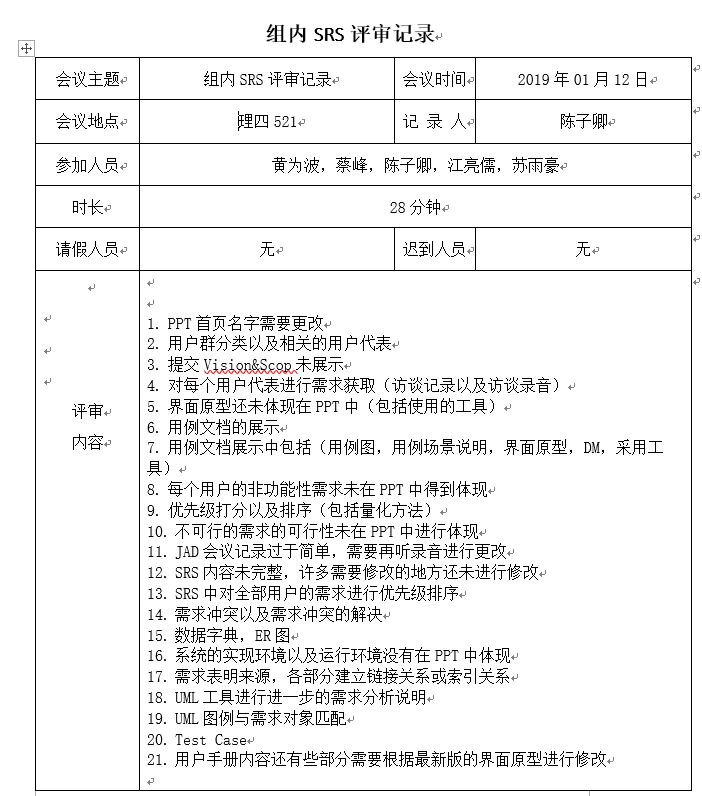 组内 SRS 评审记录
会议主题 组内 SRS 评审记录 会议时间 2019 年 01 月 12 日
会议地点 理四 521 记 录 人 陈子卿
参加人员 黄为波，蔡峰，陈子卿，江亮儒，苏雨豪
时长 28 分钟
请假人员 无 迟到人员 无
评审
内容
1. PPT 首页名字需要更改
2. 用户群分类以及相关的用户代表
3. 提交 Vision&Scop 未展示
4. 对每个用户代表进行需求获取（访谈记录以及访谈录音）
5. 界面原型还未体现在 PPT 中（包括使用的工具）
6. 用例文档的展示
7. 用例文档展示中包括（用例图，用例场景说明，界面原型，DM，采用工
具）
8. 每个用户的非功能性需求未在 PPT 中得到体现
9. 优先级打分以及排序（包括量化方法）
10. 不可行的需求的可行性未在 PPT 中进行体现
11. JAD 会议记录过于简单，需要再听录音进行更改
12. SRS 内容未完整，许多需要修改的地方还未进行修改
13. SRS 中对全部用户的需求进行优先级排序
14. 需求冲突以及需求冲突的解决
15. 数据字典，ER 图
16. 系统的实现环境以及运行环境没有在 PPT 中体现
17. 需求表明来源，各部分建立链接关系或索引关系
18. UML 工具进行进一步的需求分析说明
19. UML 图例与需求对象匹配
20. Test Case
21. 用户手册内容还有些部分需要根据最新版的界面原型进行修改